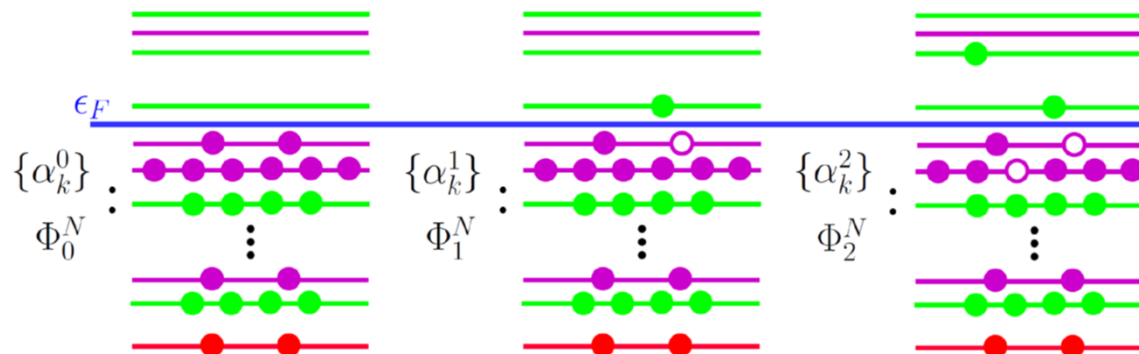 ϵ_F
{α_k^0} : {α_k^1} : {α_k^2} :
Φ_0^N Φ_1^N Φ_2^N